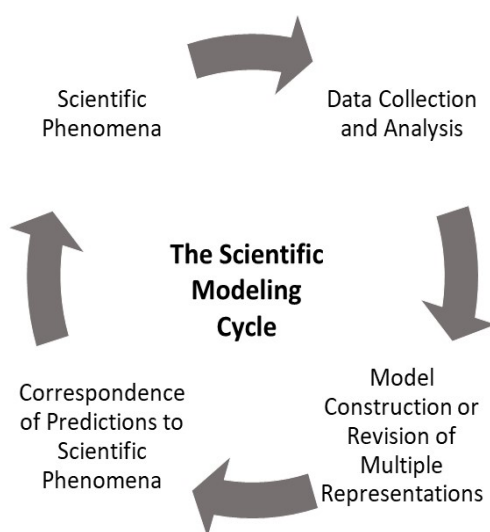 Scientific
Phenomena
Data Collection
and Analysis
The Scientific
Modeling
Cycle
Model
Construction or
Revision of
Multiple
Representations
Correspondence
of Predictions to
Scientific
Phenomena